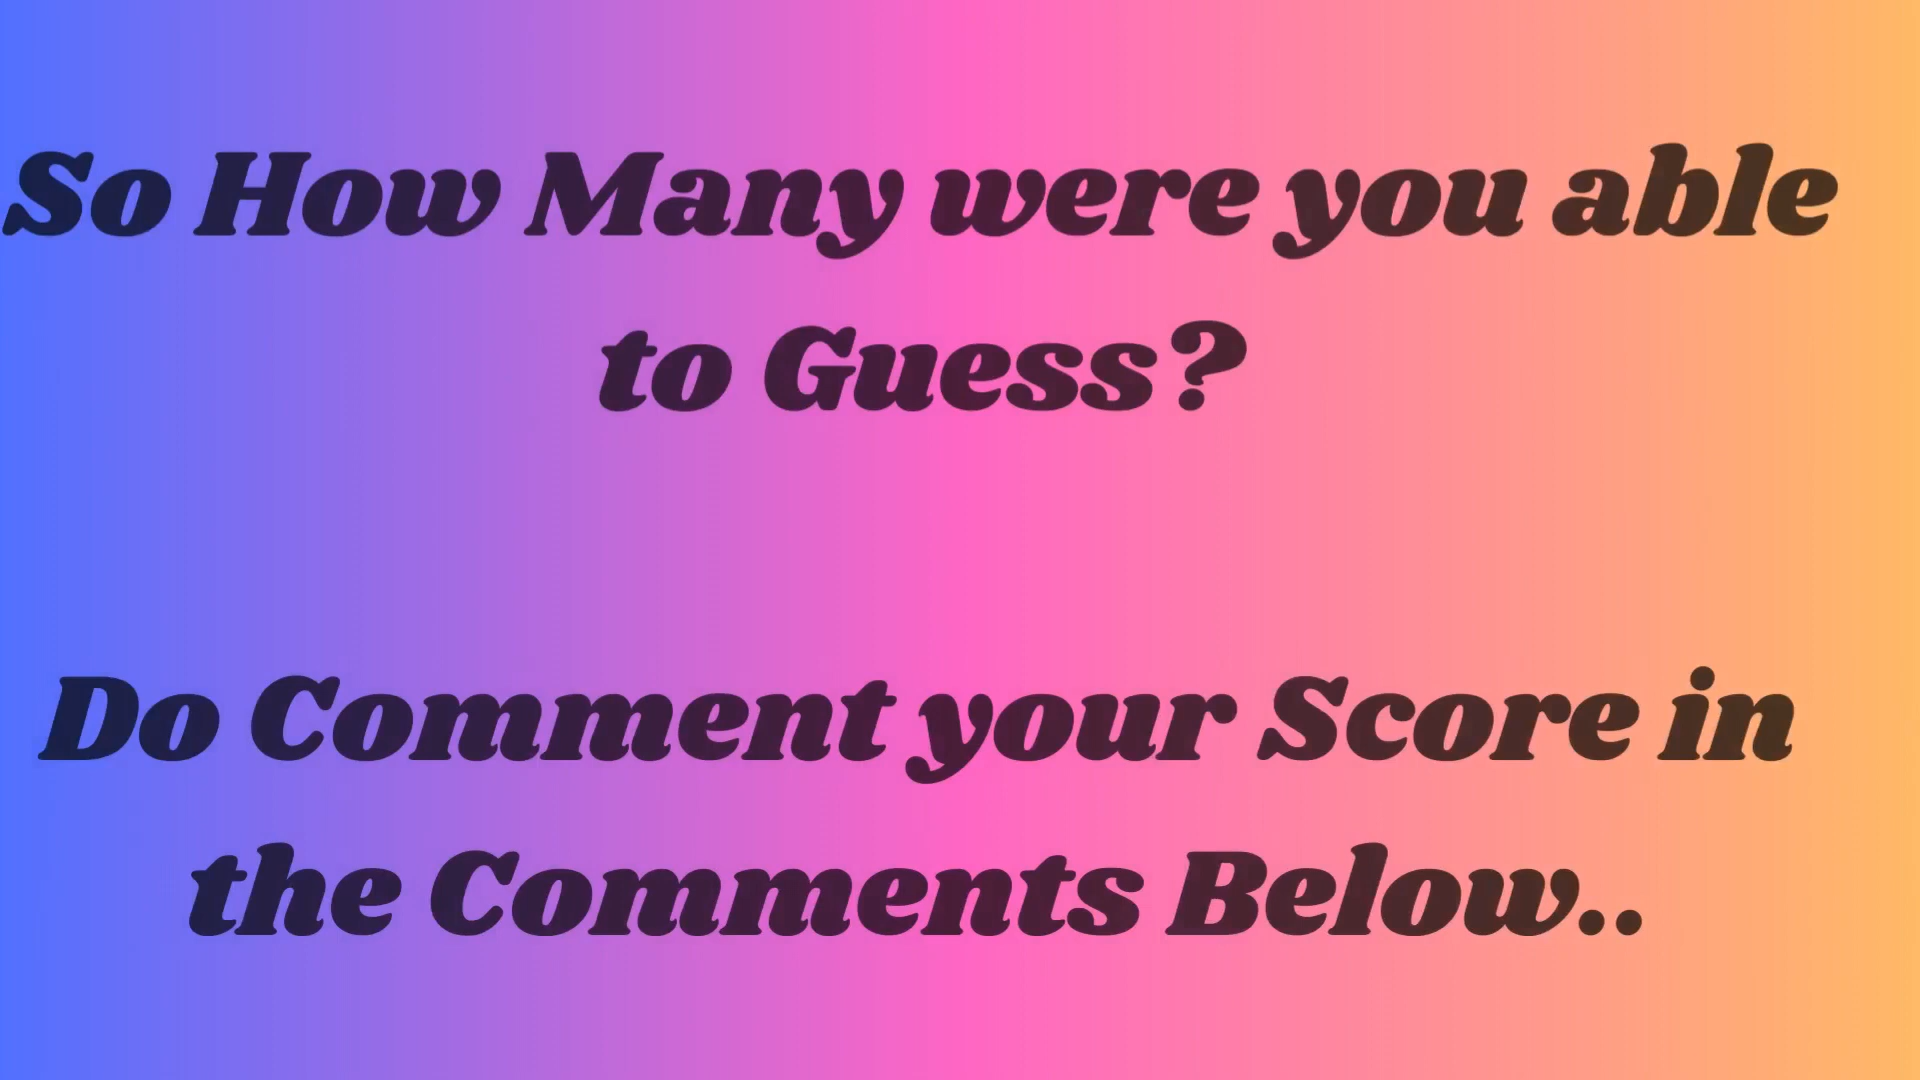 So How Many were you able
to Guess?
Do Comment your Score in
the Comments Below..